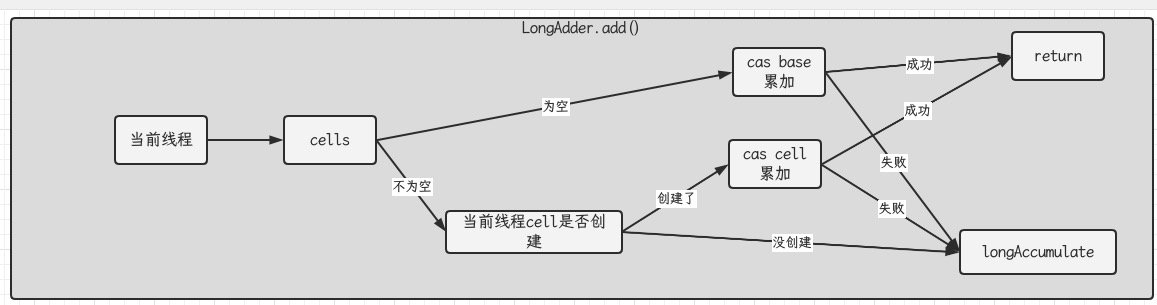 LongAdder.add()
当前线程
cells
为空
不为空
cas base
累加
成功
return
当前线程cell是否创
建
创建了
cas cell
累加
成功
失败
失败
没创建
longAccumulate